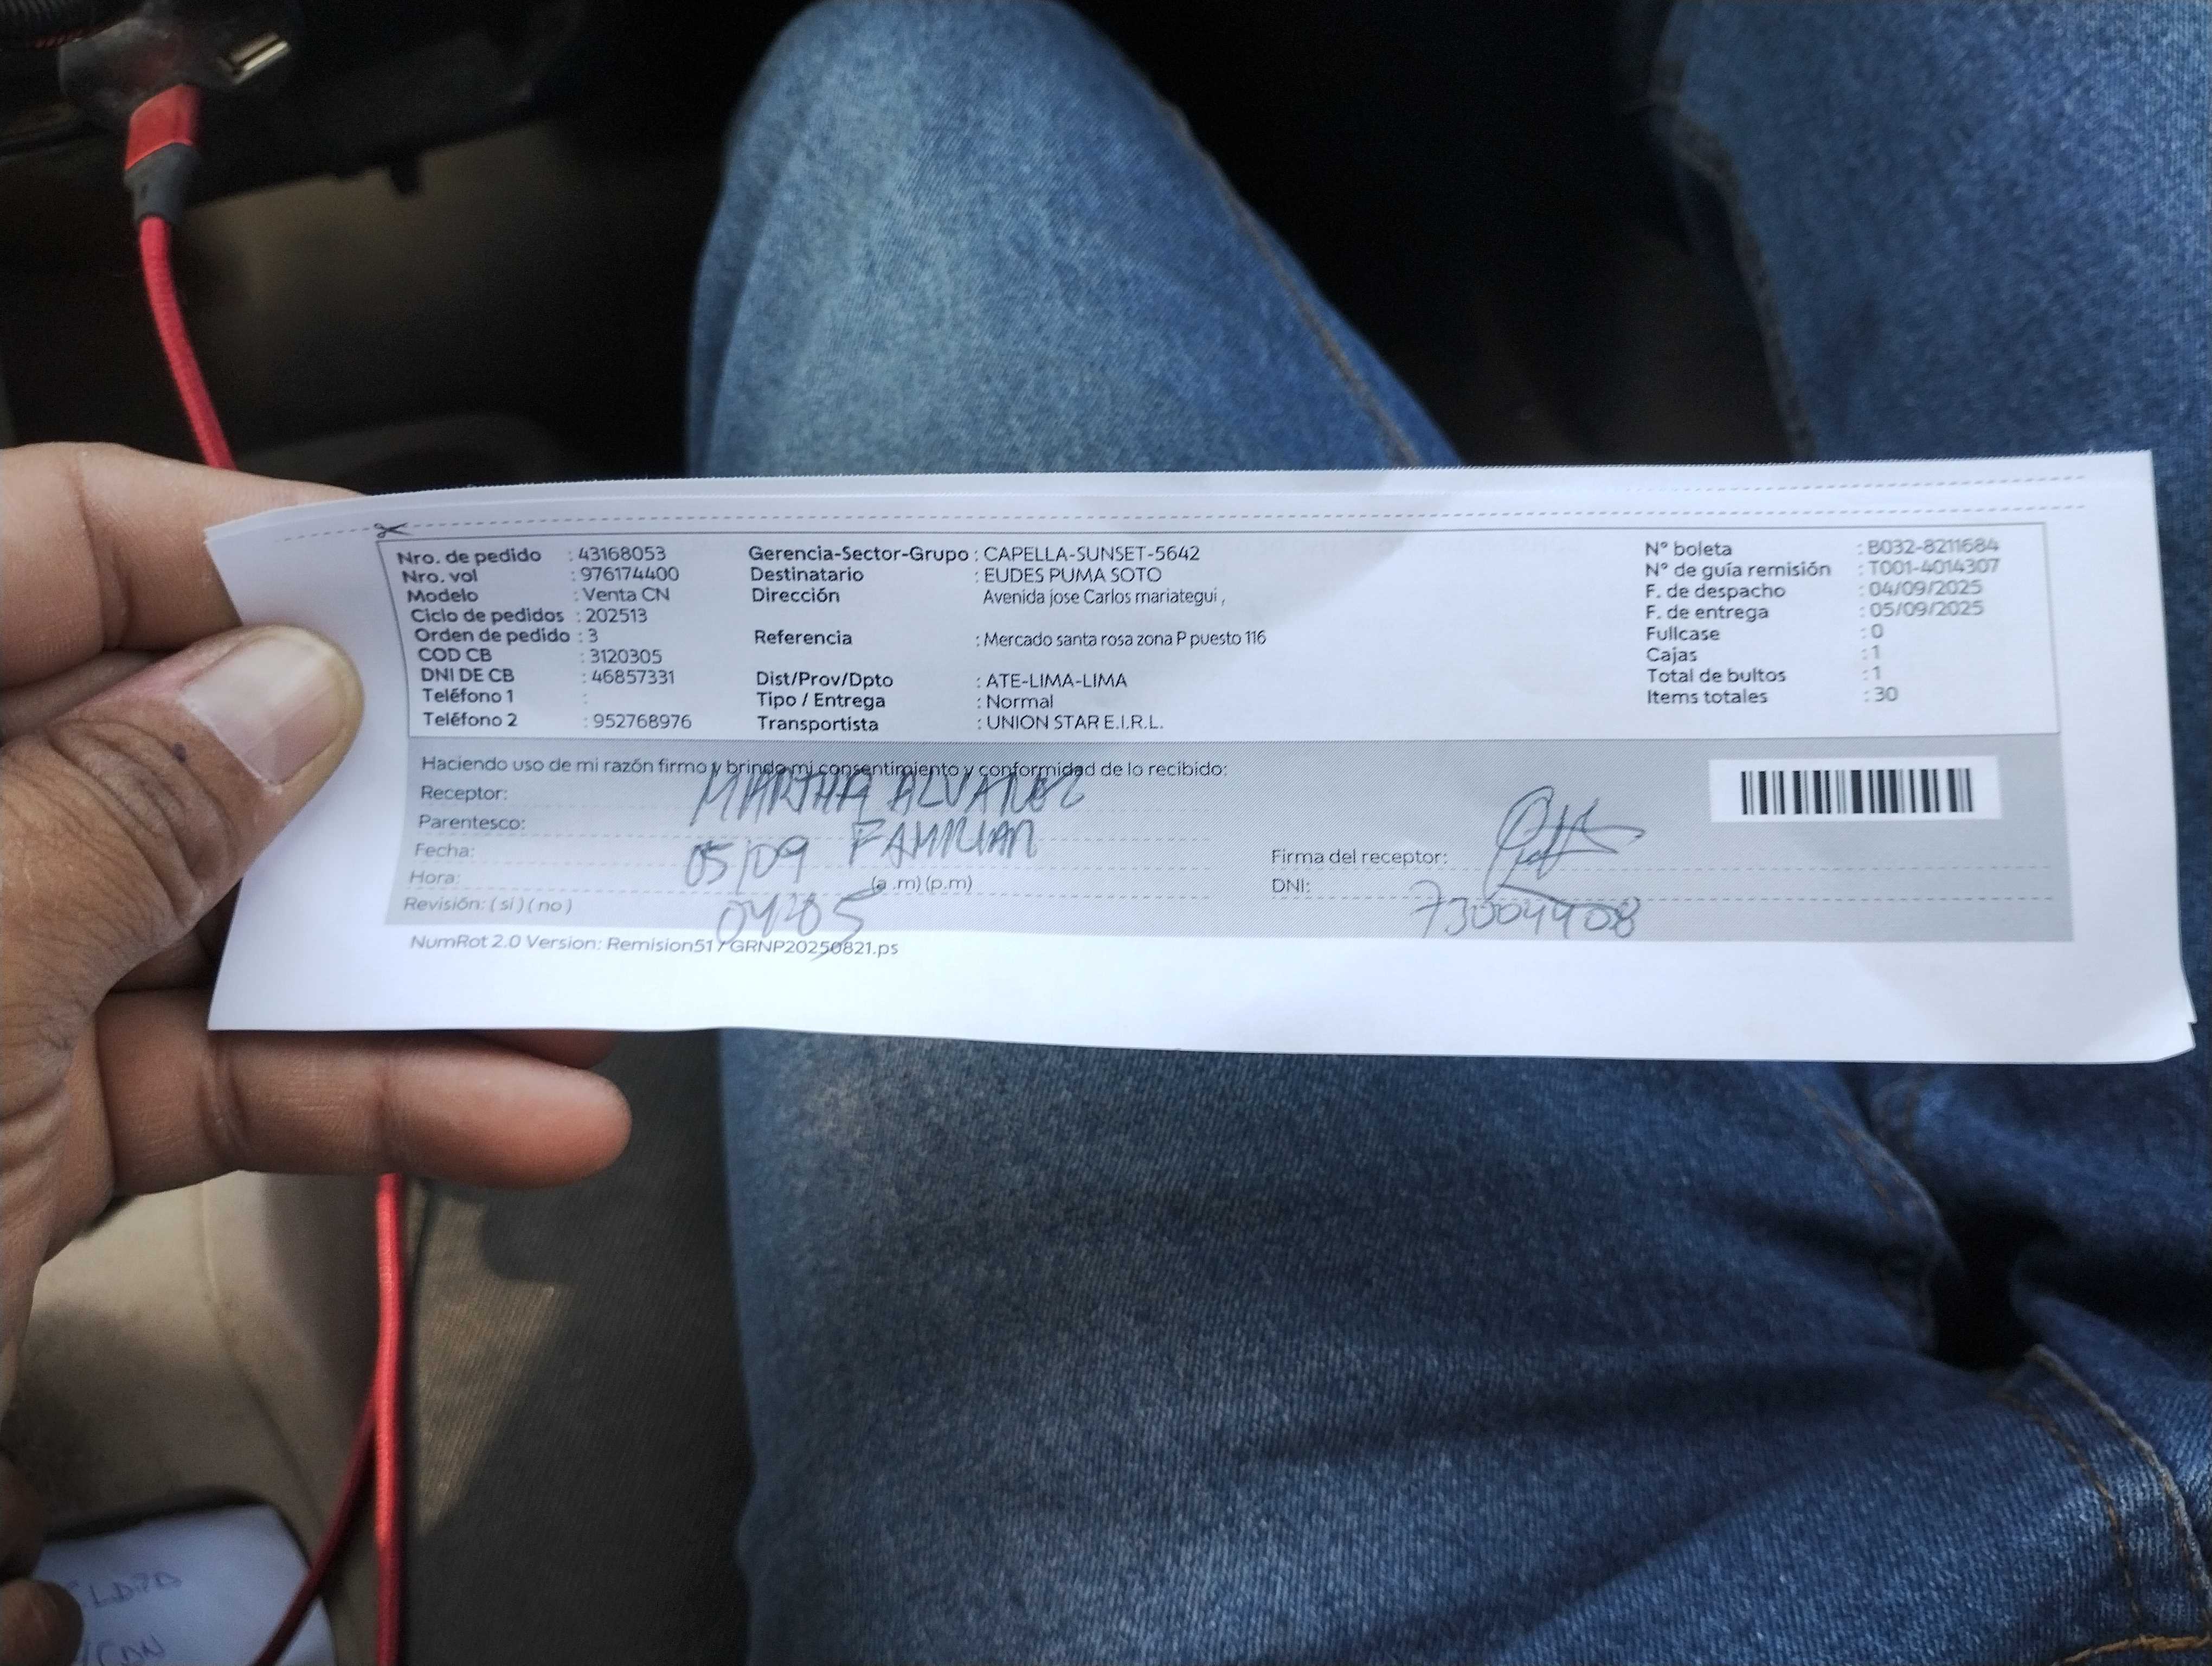 Nro. de pedido : 43168053
Nro. vol : 976174400
Modelo : Venta CN
Ciclo de pedidos : 202513
Orden de pedido : 3
COD CB : 3120305
DNI DE CB : 46857331
Teléfono 1 :
Teléfono 2 : 952768976
Gerencia-Sector-Grupo : CAPELLA-SUNSET-5642
Destinatario : EUDES PUMA SOTO
Dirección Avenida jose Carlos mariategui ,
Referencia : Mercado santa rosa zona P puesto 116
Dist/Prov/Dpto : ATE-LIMA-LIMA
Tipo / Entrega : Normal
Transportista : UNION STAR E.I.R.L.
N° boleta : B032-8211684
N° de guía remisión : T001-4014307
F. de despacho : 04/09/2025
F. de entrega : 05/09/2025
Fullcase : 0
Cajas : 1
Total de bultos : 1
Items totales : 30
Haciendo uso de mi razón firmo y brindo mi consentimiento y conformidad de lo recibido:
Receptor: MARTHA ALVAREZ
Parentesco: FAMILIAR
Fecha: 05/09
Hora: (a .m) (p.m)
Revisión: ( si ) ( no )
Firma del receptor:
DNI: 73004408
NumRot 2.0 Version: Remision51 / GRNP20250821.ps